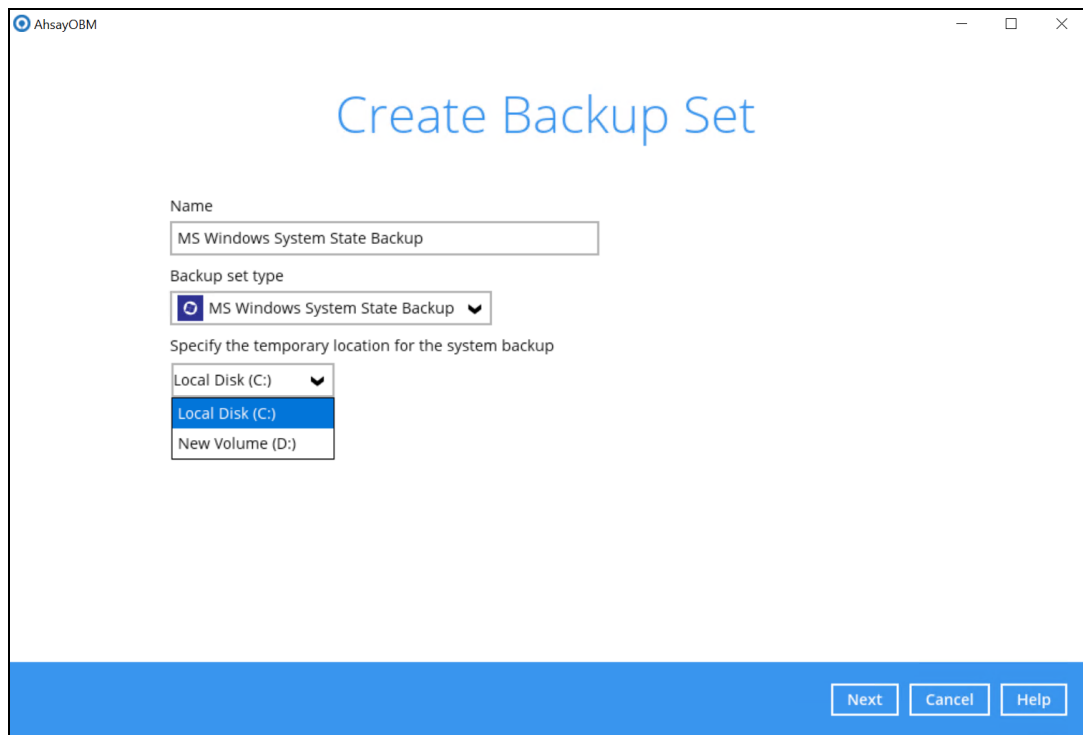 AhsayOBM
Create Backup Set
Name
MS Windows System State Backup
Backup set type
MS Windows System State Backup
Specify the temporary location for the system backup
Local Disk (C:)
Local Disk (C:)
New Volume (D:)
Next Cancel Help